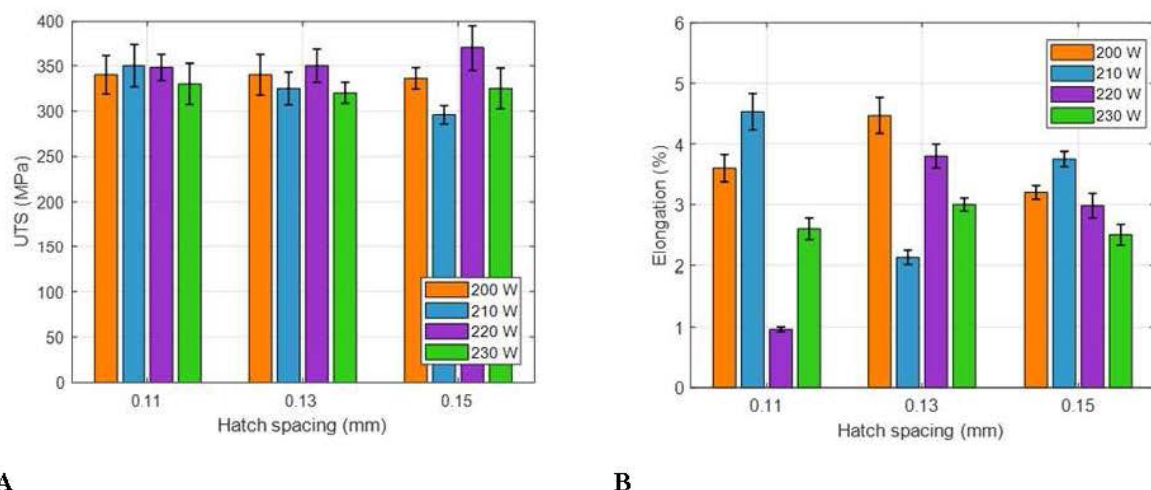 400
350
300
250
200
150
100
50
0
UTS (MPa)
200 W
210 W
220 W
230 W
0.11 0.13 0.15
Hatch spacing (mm)
A
6
5
4
3
2
1
0
Elongation (%)
200 W
210 W
220 W
230 W
0.11 0.13 0.15
Hatch spacing (mm)
B